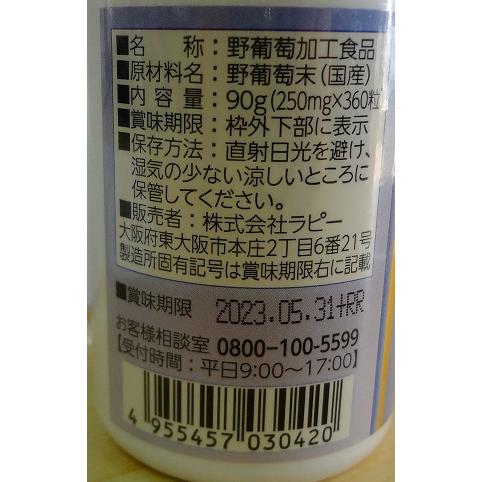 ■名　　称：野葡萄加工食品
■原材料名：野葡萄末（国産）
■内 容 量：90g(250mg×360粒)
■賞味期限：枠外下部に表示
■保存方法：直射日光を避け、
湿気の少ない涼しいところに
保管してください。
■販売者：株式会社ラピー
大阪府東大阪市本庄2丁目6番21号
製造所固有記号は賞味期限右に記載
■賞味期限 2023.05.31+RR
お客様相談室 0800-100-5599
【受付時間：平日9:00～17:00】
4 955457 030420